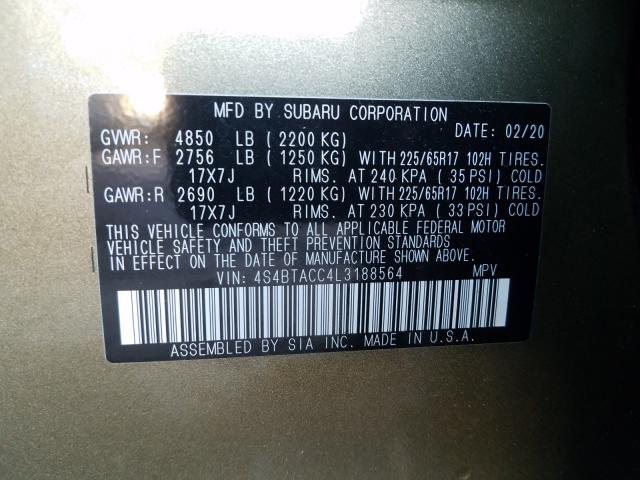 MFD BY SUBARU CORPORATION
GVWR: 4850 LB ( 2200 KG) DATE: 02/20
GAWR:F 2756 LB ( 1250 KG) WITH 225/65R17 102H TIRES.
17X7J RIMS. AT 240 KPA ( 35 PSI) COLD
GAWR:R 2690 LB ( 1220 KG) WITH 225/65R17 102H TIRES.
17X7J RIMS. AT 230 KPA ( 33 PSI) COLD
THIS VEHICLE CONFORMS TO ALL APPLICABLE FEDERAL MOTOR
VEHICLE SAFETY AND THEFT PREVENTION STANDARDS
IN EFFECT ON THE DATE OF MANUFACTURE SHOWN ABOVE.
VIN: 4S4BTACC4L3188564 MPV
ASSEMBLED BY SIA INC. MADE IN U.S.A.